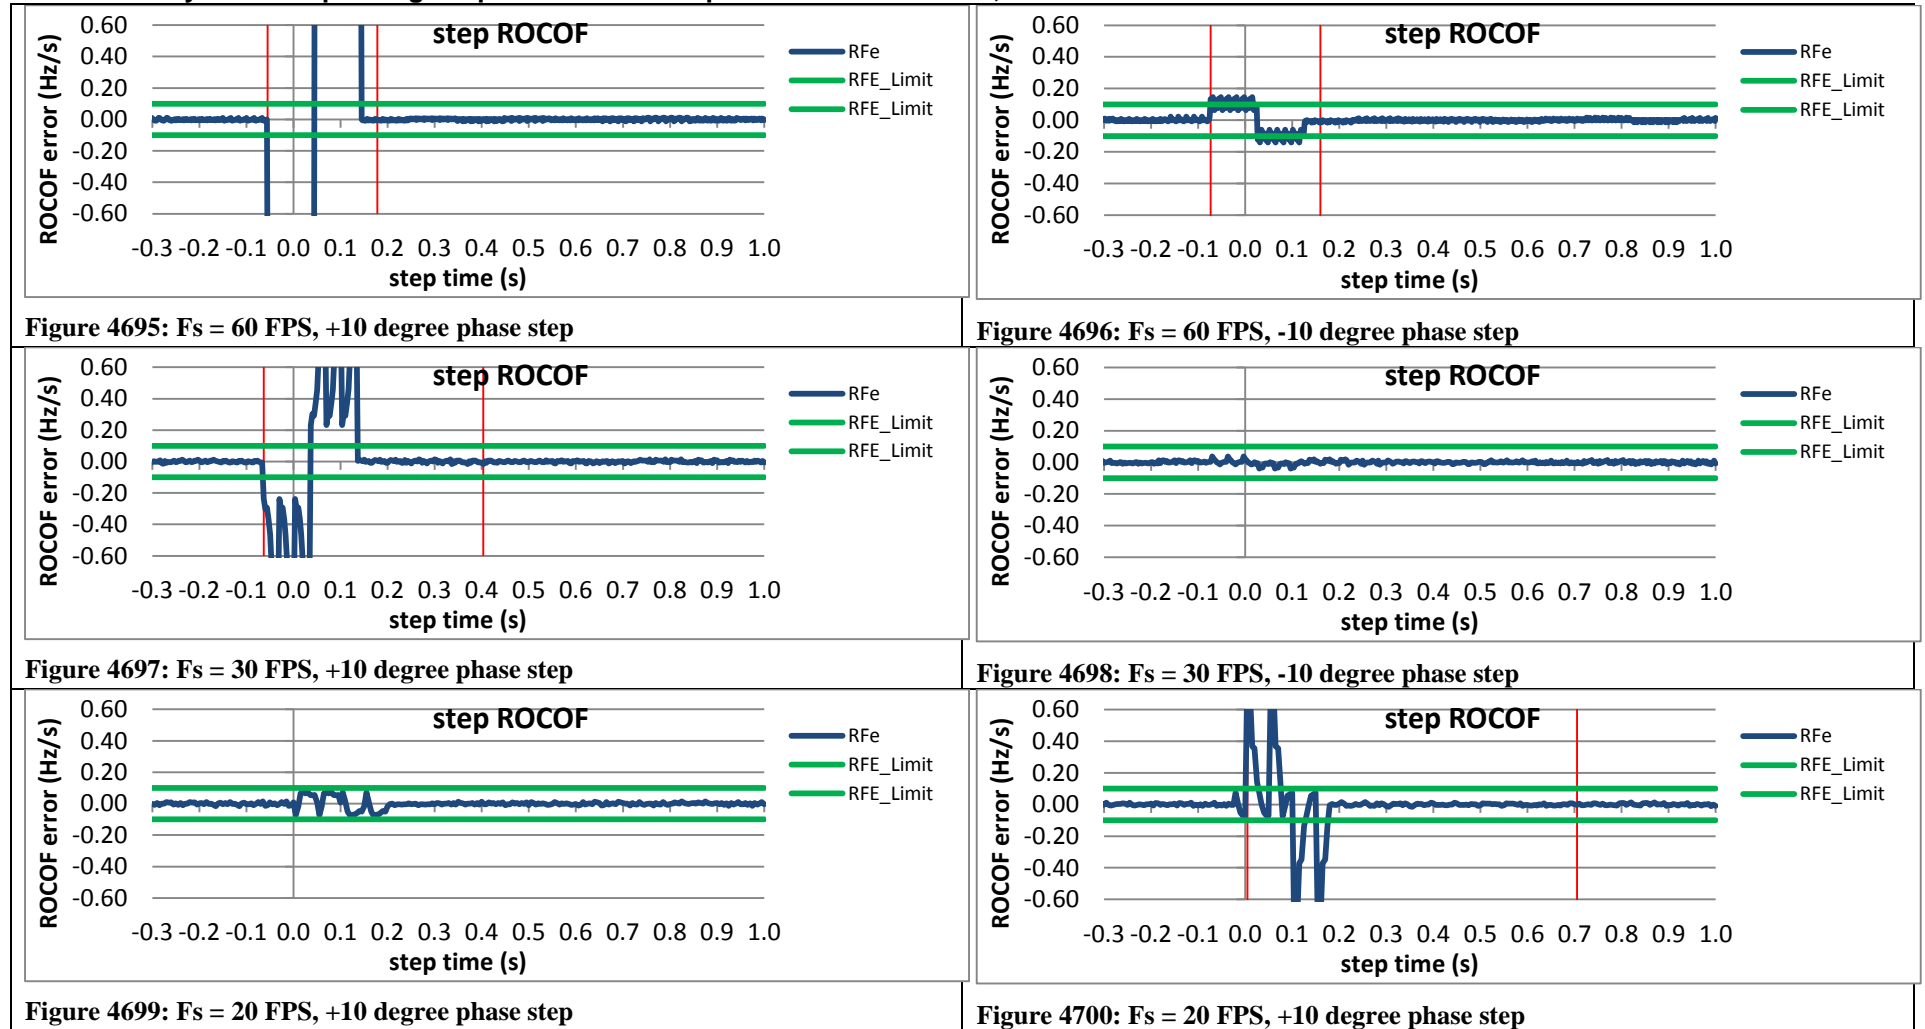 0.60
step ROCOF
0.40
0.20
0.00
-0.20
-0.40
-0.60
ROCOF error (Hz/s)
RFe
RFE_Limit
RFE_Limit
-0.3 -0.2 -0.1 0.0 0.1 0.2 0.3 0.4 0.5 0.6 0.7 0.8 0.9 1.0
step time (s)
Figure 4695: Fs = 60 FPS, +10 degree phase step
0.60
step ROCOF
0.40
0.20
0.00
-0.20
-0.40
-0.60
ROCOF error (Hz/s)
RFe
RFE_Limit
RFE_Limit
-0.3 -0.2 -0.1 0.0 0.1 0.2 0.3 0.4 0.5 0.6 0.7 0.8 0.9 1.0
step time (s)
Figure 4696: Fs = 60 FPS, -10 degree phase step
0.60
step ROCOF
0.40
0.20
0.00
-0.20
-0.40
-0.60
ROCOF error (Hz/s)
RFe
RFE_Limit
RFE_Limit
-0.3 -0.2 -0.1 0.0 0.1 0.2 0.3 0.4 0.5 0.6 0.7 0.8 0.9 1.0
step time (s)
Figure 4697: Fs = 30 FPS, +10 degree phase step
0.60
step ROCOF
0.40
0.20
0.00
-0.20
-0.40
-0.60
ROCOF error (Hz/s)
RFe
RFE_Limit
RFE_Limit
-0.3 -0.2 -0.1 0.0 0.1 0.2 0.3 0.4 0.5 0.6 0.7 0.8 0.9 1.0
step time (s)
Figure 4698: Fs = 30 FPS, -10 degree phase step
0.60
step ROCOF
0.40
0.20
0.00
-0.20
-0.40
-0.60
ROCOF error (Hz/s)
RFe
RFE_Limit
RFE_Limit
-0.3 -0.2 -0.1 0.0 0.1 0.2 0.3 0.4 0.5 0.6 0.7 0.8 0.9 1.0
step time (s)
Figure 4699: Fs = 20 FPS, +10 degree phase step
0.60
step ROCOF
0.40
0.20
0.00
-0.20
-0.40
-0.60
ROCOF error (Hz/s)
RFe
RFE_Limit
RFE_Limit
-0.3 -0.2 -0.1 0.0 0.1 0.2 0.3 0.4 0.5 0.6 0.7 0.8 0.9 1.0
step time (s)
Figure 4700: Fs = 20 FPS, +10 degree phase step